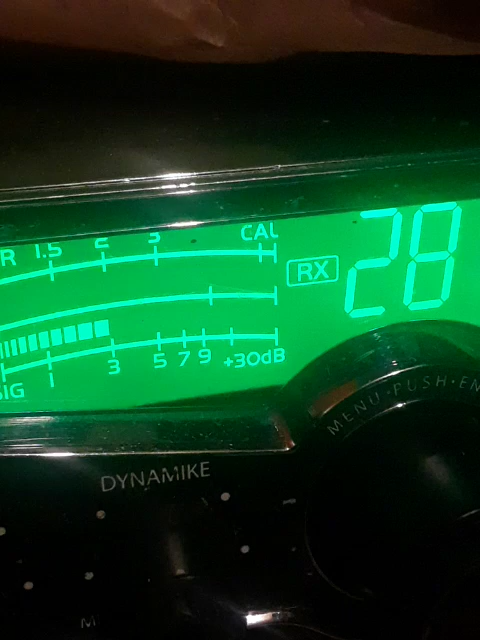 R 1.5 2 3 CAL
RX
28
1 3 5 7 9 +30dB
SIG
MENU·PUSH·EN
DYNAMIKE
M